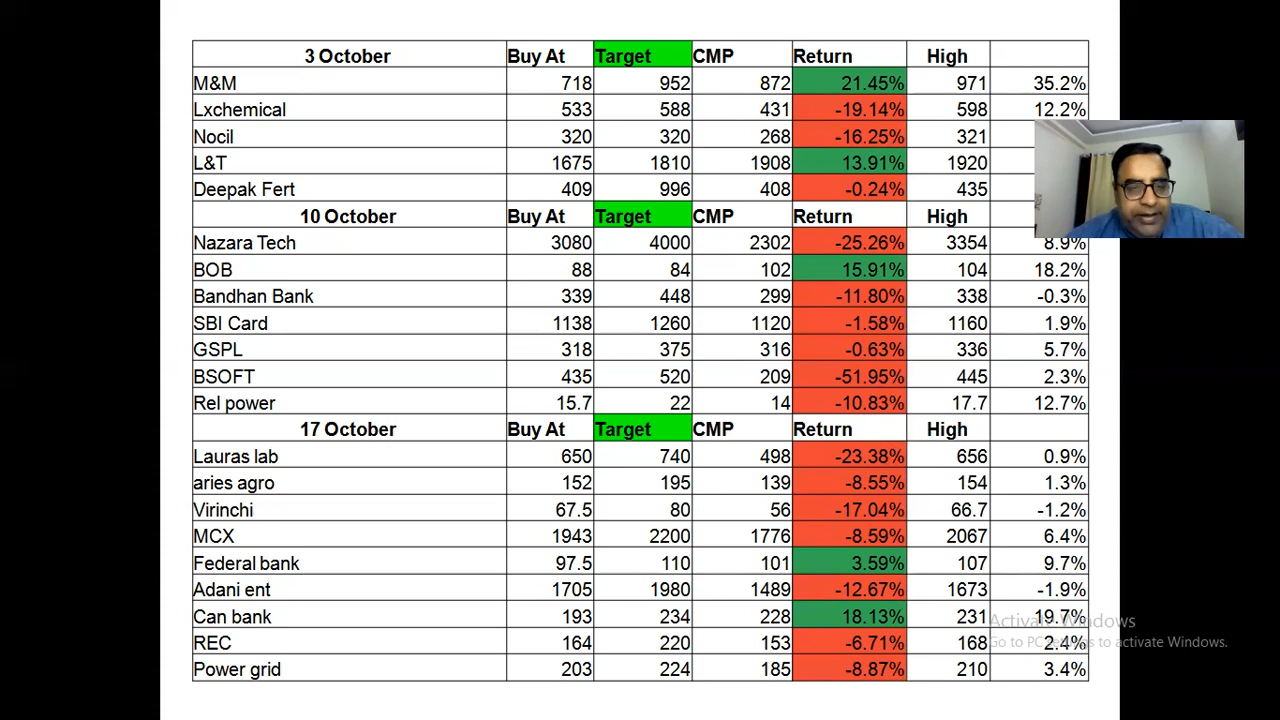 3 October Buy At Target CMP Return High
M&M 718 952 872 21.45% 971 35.2%
Lxchemical 533 588 431 -19.14% 598 12.2%
Nocil 320 320 268 -16.25% 321
L&T 1675 1810 1908 13.91% 1920
Deepak Fert 409 996 408 -0.24% 435
10 October Buy At Target CMP Return High
Nazara Tech 3080 4000 2302 -25.26% 3354 8.9%
BOB 88 84 102 15.91% 104 18.2%
Bandhan Bank 339 448 299 -11.80% 338 -0.3%
SBI Card 1138 1260 1120 -1.58% 1160 1.9%
GSPL 318 375 316 -0.63% 336 5.7%
BSOFT 435 520 209 -51.95% 445 2.3%
Rel power 15.7 22 14 -10.83% 17.7 12.7%
17 October Buy At Target CMP Return High
Lauras lab 650 740 498 -23.38% 656 0.9%
aries agro 152 195 139 -8.55% 154 1.3%
Virinchi 67.5 80 56 -17.04% 66.7 -1.2%
MCX 1943 2200 1776 -8.59% 2067 6.4%
Federal bank 97.5 110 101 3.59% 107 9.7%
Adani ent 1705 1980 1489 -12.67% 1673 -1.9%
Can bank 193 234 228 18.13% 231 19.7%
Activate Windows
REC 164 220 153 -6.71% 168 2.4%
Go to PC settings to activate Windows.
Power grid 203 224 185 -8.87% 210 3.4%